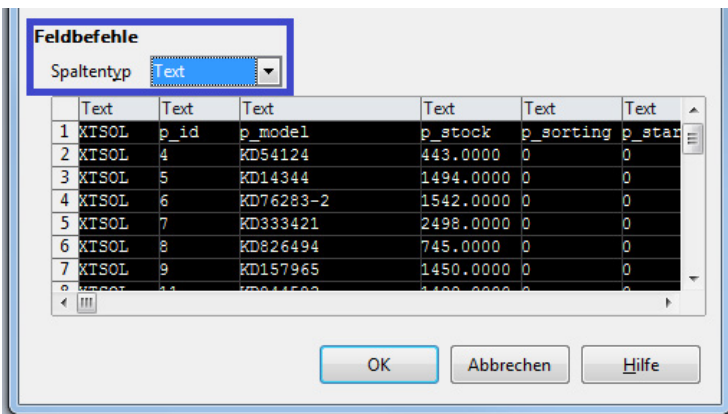 Feldbefehle
Spaltentyp Text
Text Text Text Text Text Text
1 XTSOL p_id p_model p_stock p_sorting p_star
2 XTSOL 4 KD54124 443.0000 0 0
3 XTSOL 5 KD14344 1494.0000 0 0
4 XTSOL 6 KD76283-2 1542.0000 0 0
5 XTSOL 7 KD333421 2498.0000 0 0
6 XTSOL 8 KD826494 745.0000 0 0
7 XTSOL 9 KD157965 1450.0000 0 0
OK Abbrechen Hilfe